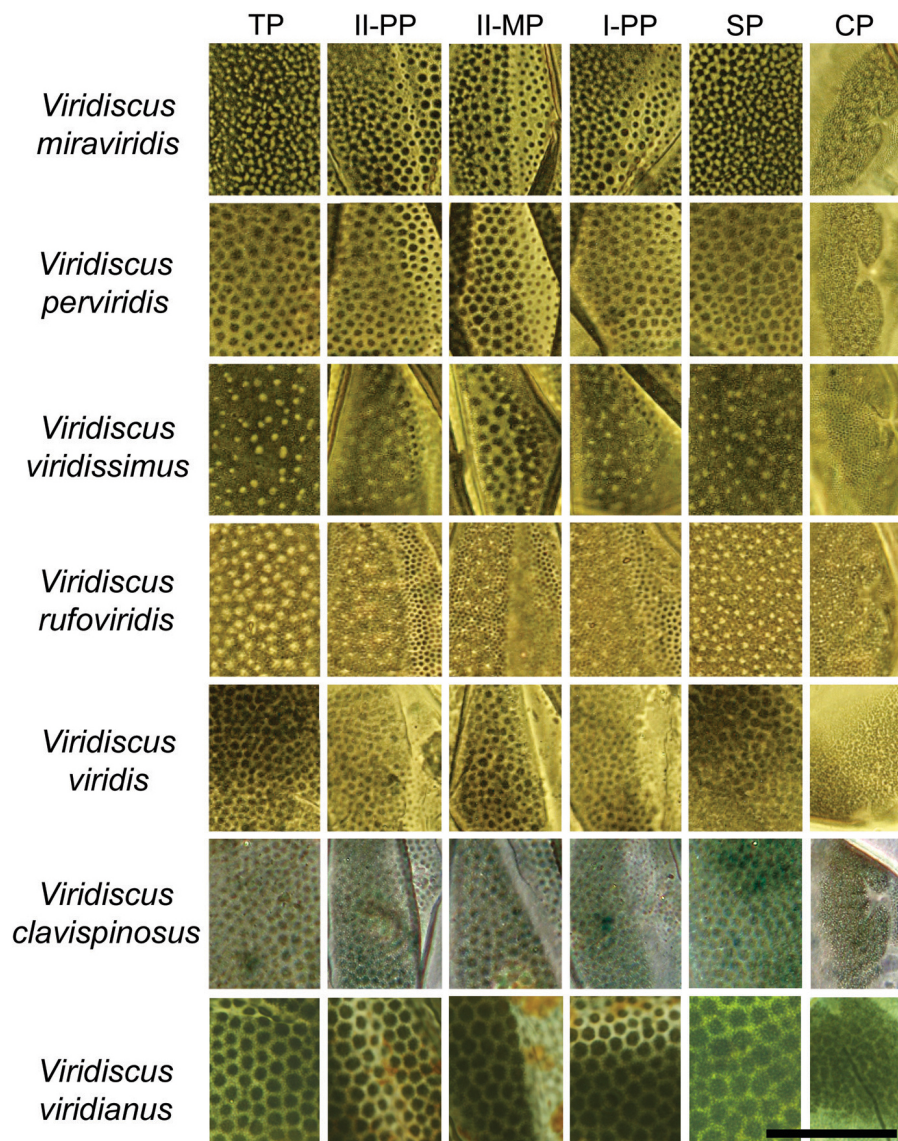 TP II-PP II-MP I-PP SP CP
Viridiscus
miraviridis
Viridiscus
perviridis
Viridiscus
viridissimus
Viridiscus
rufoviridis
Viridiscus
viridis
Viridiscus
clavispinosus
Viridiscus
viridianus